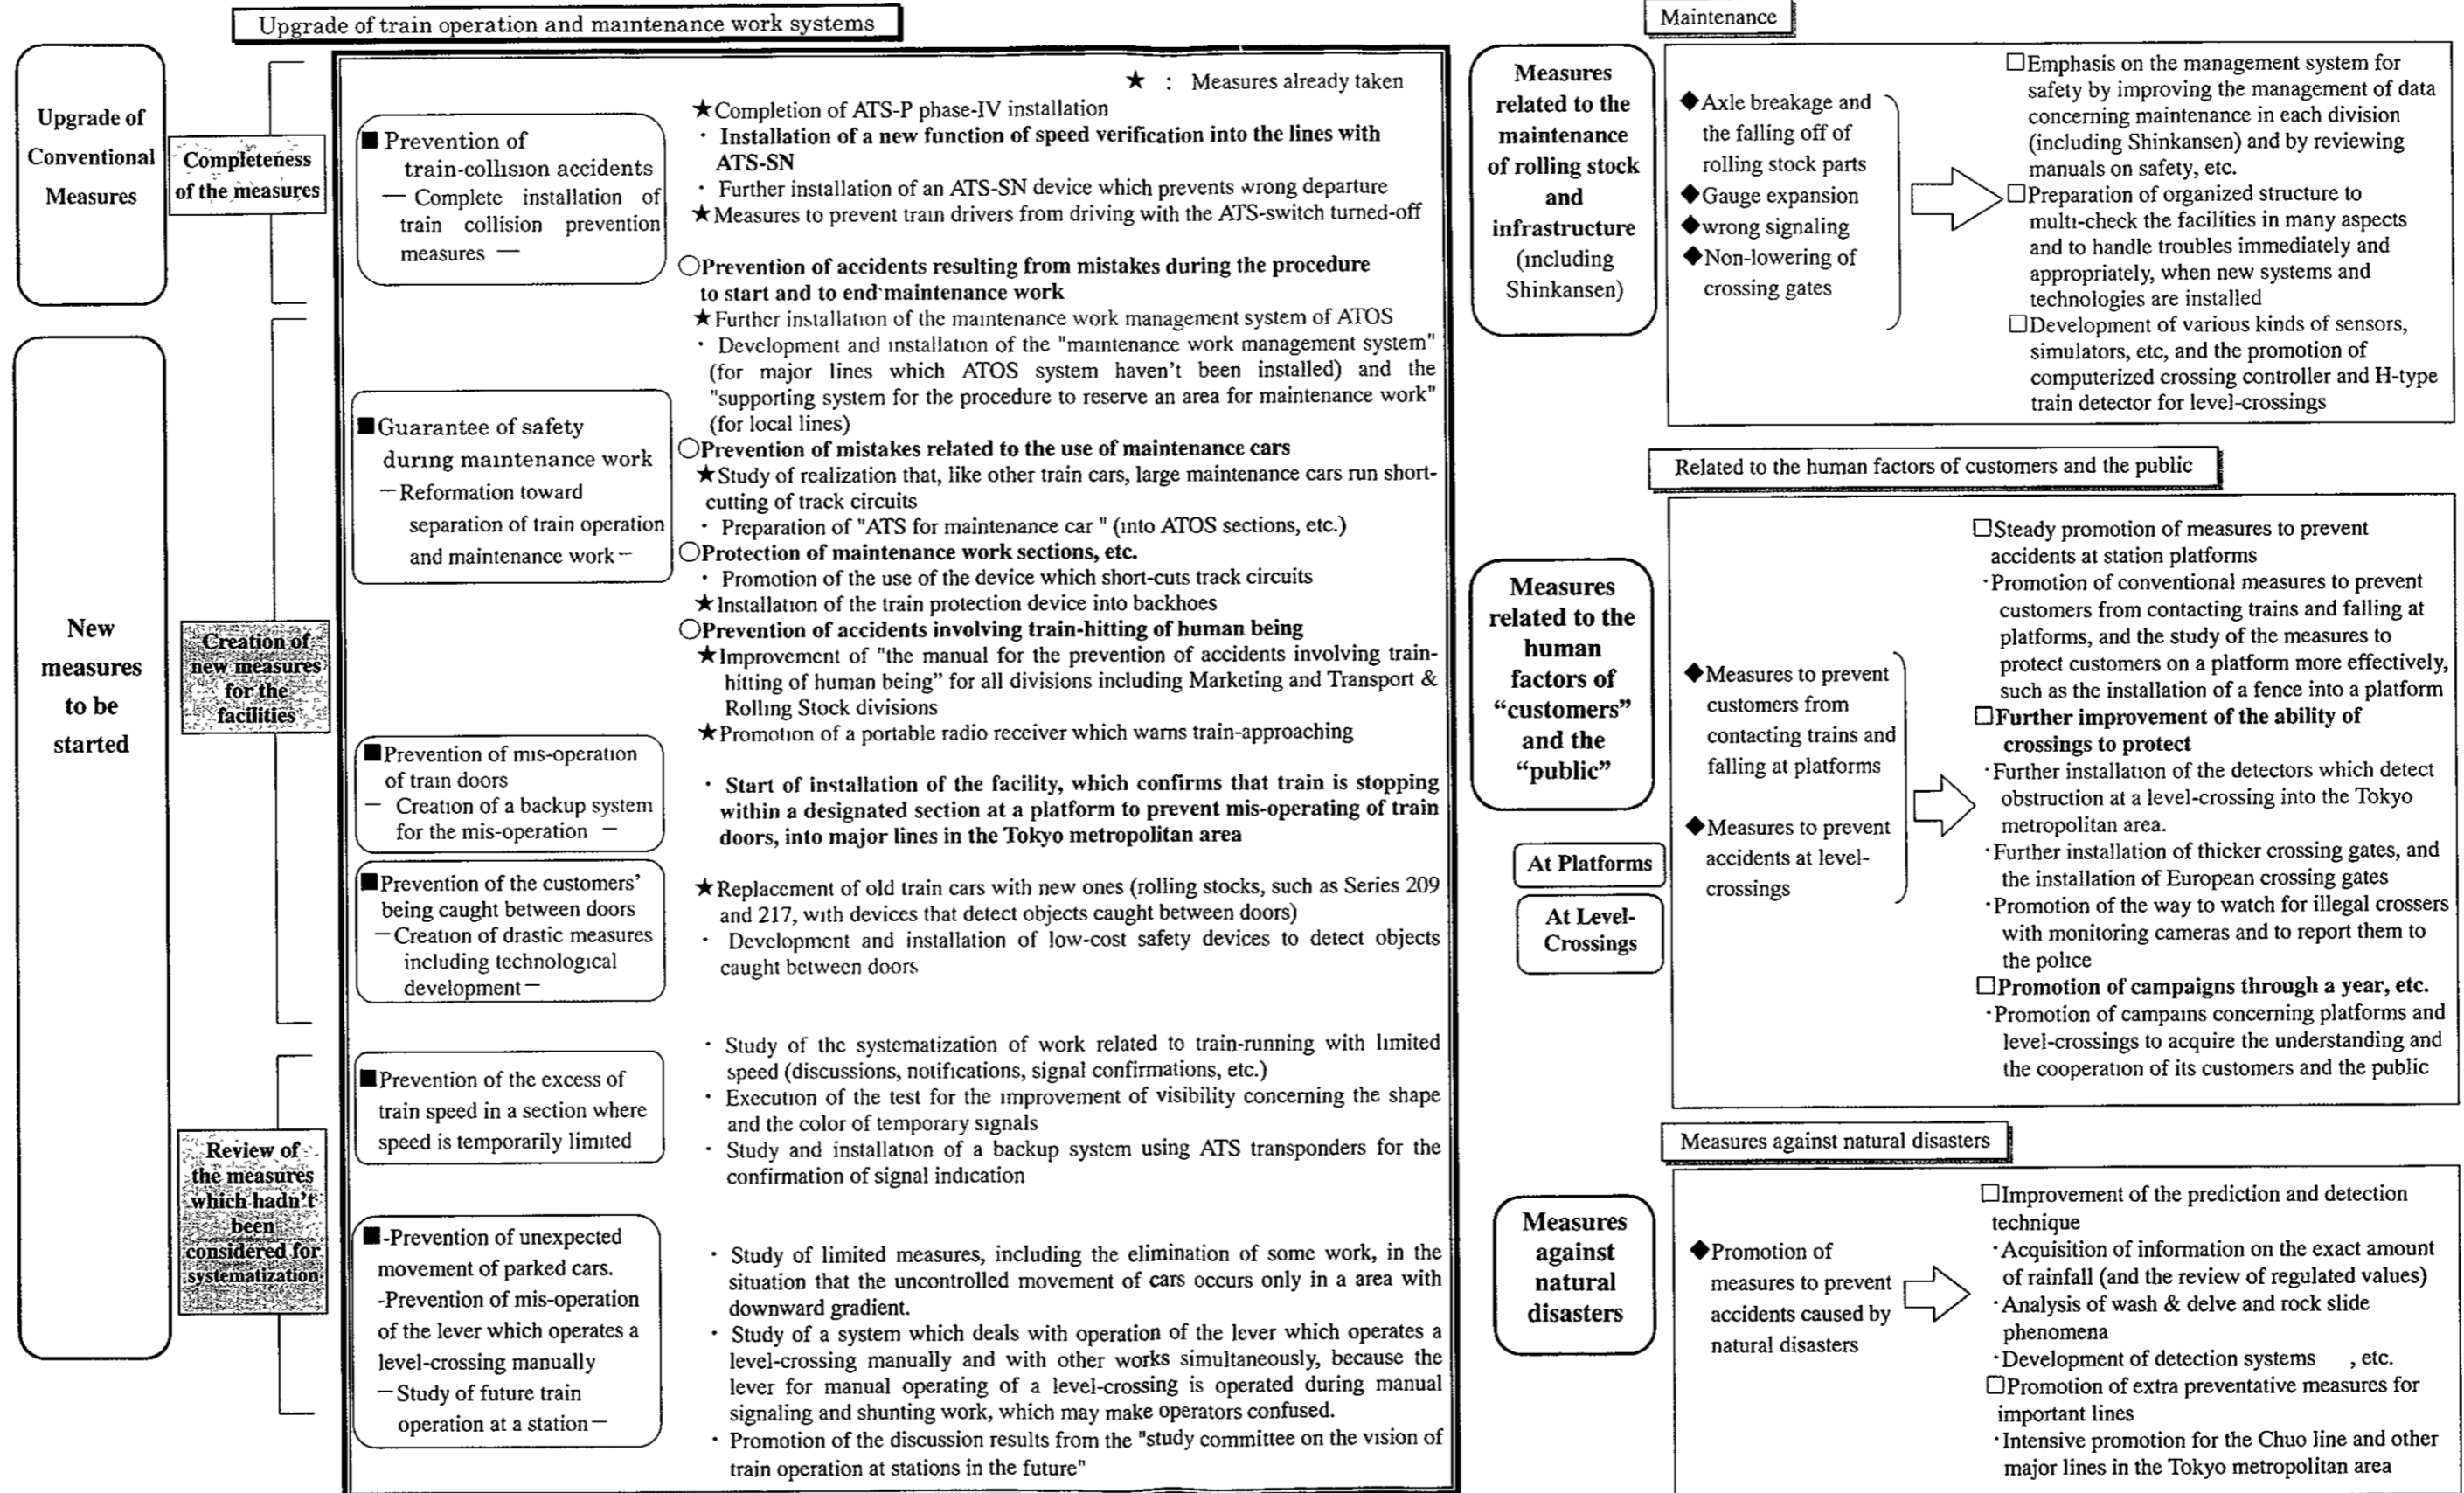 Upgrade of train operation and maintenance work systems
Upgrade of
Conventional
Measures
Completeness
of the measures
New
measures
to be
started
Creation of
new measures
for the
facilities
Review of
the measures
which hadn't
been
considered for
systematization
■ Prevention of
train-collision accidents
— Complete installation of
train collision prevention
measures —
■ Guarantee of safety
during maintenance work
— Reformation toward
separation of train operation
and maintenance work —
■ Prevention of mis-operation
of train doors
— Creation of a backup system
for the mis-operation —
■ Prevention of the customers'
being caught between doors
— Creation of drastic measures
including technological
development —
■ Prevention of the excess of
train speed in a section where
speed is temporarily limited
■ -Prevention of unexpected
movement of parked cars.
-Prevention of mis-operation
of the lever which operates a
level-crossing manually
— Study of future train
operation at a station —
★ : Measures already taken
★Completion of ATS-P phase-IV installation
· Installation of a new function of speed verification into the lines with
ATS-SN
· Further installation of an ATS-SN device which prevents wrong departure
★Measures to prevent train drivers from driving with the ATS-switch turned-off
○Prevention of accidents resulting from mistakes during the procedure
to start and to end maintenance work
★Further installation of the maintenance work management system of ATOS
· Development and installation of the "maintenance work management system"
(for major lines which ATOS system haven't been installed) and the
"supporting system for the procedure to reserve an area for maintenance work"
(for local lines)
○Prevention of mistakes related to the use of maintenance cars
★Study of realization that, like other train cars, large maintenance cars run short-
cutting of track circuits
· Preparation of "ATS for maintenance car " (into ATOS sections, etc.)
○Protection of maintenance work sections, etc.
· Promotion of the use of the device which short-cuts track circuits
★Installation of the train protection device into backhoes
○Prevention of accidents involving train-hitting of human being
★Improvement of "the manual for the prevention of accidents involving train-
hitting of human being" for all divisions including Marketing and Transport &
Rolling Stock divisions
★Promotion of a portable radio receiver which warns train-approaching
· Start of installation of the facility, which confirms that train is stopping
within a designated section at a platform to prevent mis-operating of train
doors, into major lines in the Tokyo metropolitan area
★Replacement of old train cars with new ones (rolling stocks, such as Series 209
and 217, with devices that detect objects caught between doors)
· Development and installation of low-cost safety devices to detect objects
caught between doors
· Study of the systematization of work related to train-running with limited
speed (discussions, notifications, signal confirmations, etc.)
· Execution of the test for the improvement of visibility concerning the shape
and the color of temporary signals
· Study and installation of a backup system using ATS transponders for the
confirmation of signal indication
· Study of limited measures, including the elimination of some work, in the
situation that the uncontrolled movement of cars occurs only in a area with
downward gradient.
· Study of a system which deals with operation of the lever which operates a
level-crossing manually and with other works simultaneously, because the
lever for manual operating of a level-crossing is operated during manual
signaling and shunting work, which may make operators confused.
· Promotion of the discussion results from the "study committee on the vision of
train operation at stations in the future"
Maintenance
Measures
related to the
maintenance
of rolling stock
and
infrastructure
(including
Shinkansen)
◆Axle breakage and
the falling off of
rolling stock parts
◆Gauge expansion
◆wrong signaling
◆Non-lowering of
crossing gates
□Emphasis on the management system for
safety by improving the management of data
concerning maintenance in each division
(including Shinkansen) and by reviewing
manuals on safety, etc.
□Preparation of organized structure to
multi-check the facilities in many aspects
and to handle troubles immediately and
appropriately, when new systems and
technologies are installed
□Development of various kinds of sensors,
simulators, etc, and the promotion of
computerized crossing controller and H-type
train detector for level-crossings
Related to the human factors of customers and the public
Measures
related to the
human
factors of
“customers”
and the
“public”
At Platforms
At Level-
Crossings
◆Measures to prevent
customers from
contacting trains and
falling at platforms
◆Measures to prevent
accidents at level-
crossings
□Steady promotion of measures to prevent
accidents at station platforms
·Promotion of conventional measures to prevent
customers from contacting trains and falling at
platforms, and the study of the measures to
protect customers on a platform more effectively,
such as the installation of a fence into a platform
□Further improvement of the ability of
crossings to protect
·Further installation of the detectors which detect
obstruction at a level-crossing into the Tokyo
metropolitan area.
·Further installation of thicker crossing gates, and
the installation of European crossing gates
·Promotion of the way to watch for illegal crossers
with monitoring cameras and to report them to
the police
□Promotion of campaigns through a year, etc.
·Promotion of campains concerning platforms and
level-crossings to acquire the understanding and
the cooperation of its customers and the public
Measures against natural disasters
Measures
against
natural
disasters
◆Promotion of
measures to prevent
accidents caused by
natural disasters
□Improvement of the prediction and detection
technique
·Acquisition of information on the exact amount
of rainfall (and the review of regulated values)
·Analysis of wash & delve and rock slide
phenomena
·Development of detection systems , etc.
□Promotion of extra preventative measures for
important lines
·Intensive promotion for the Chuo line and other
major lines in the Tokyo metropolitan area